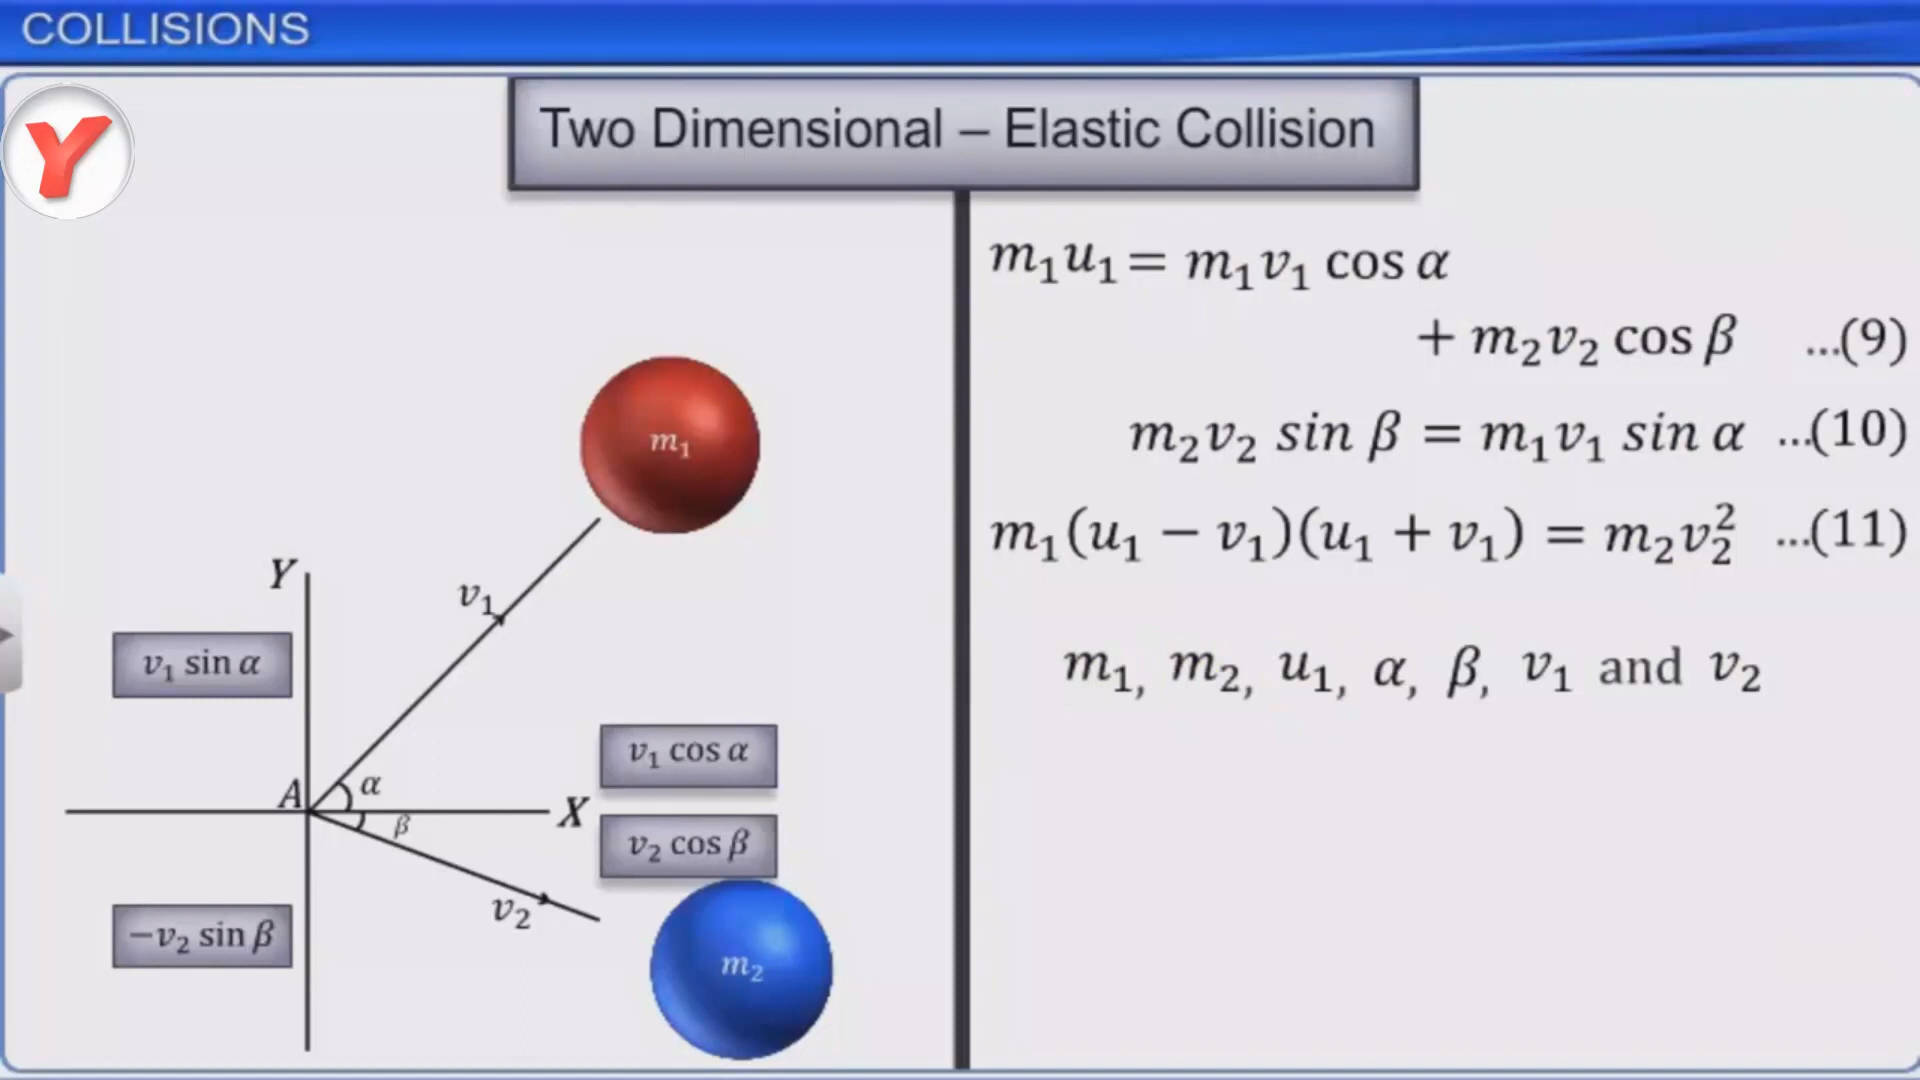 COLLISIONS
Y
Two Dimensional – Elastic Collision
m₁u₁ = m₁v₁ cos α
+ m₂v₂ cos β ...(9)
m₂v₂ sin β = m₁v₁ sin α ...(10)
m₁(u₁ − v₁)(u₁ + v₁) = m₂v₂² ...(11)
m₁, m₂, u₁, α, β, v₁ and v₂
m₁
Y
v₁
v₁ sin α
v₁ cos α
A
α
X
β
v₂ cos β
v₂
−v₂ sin β
m₂